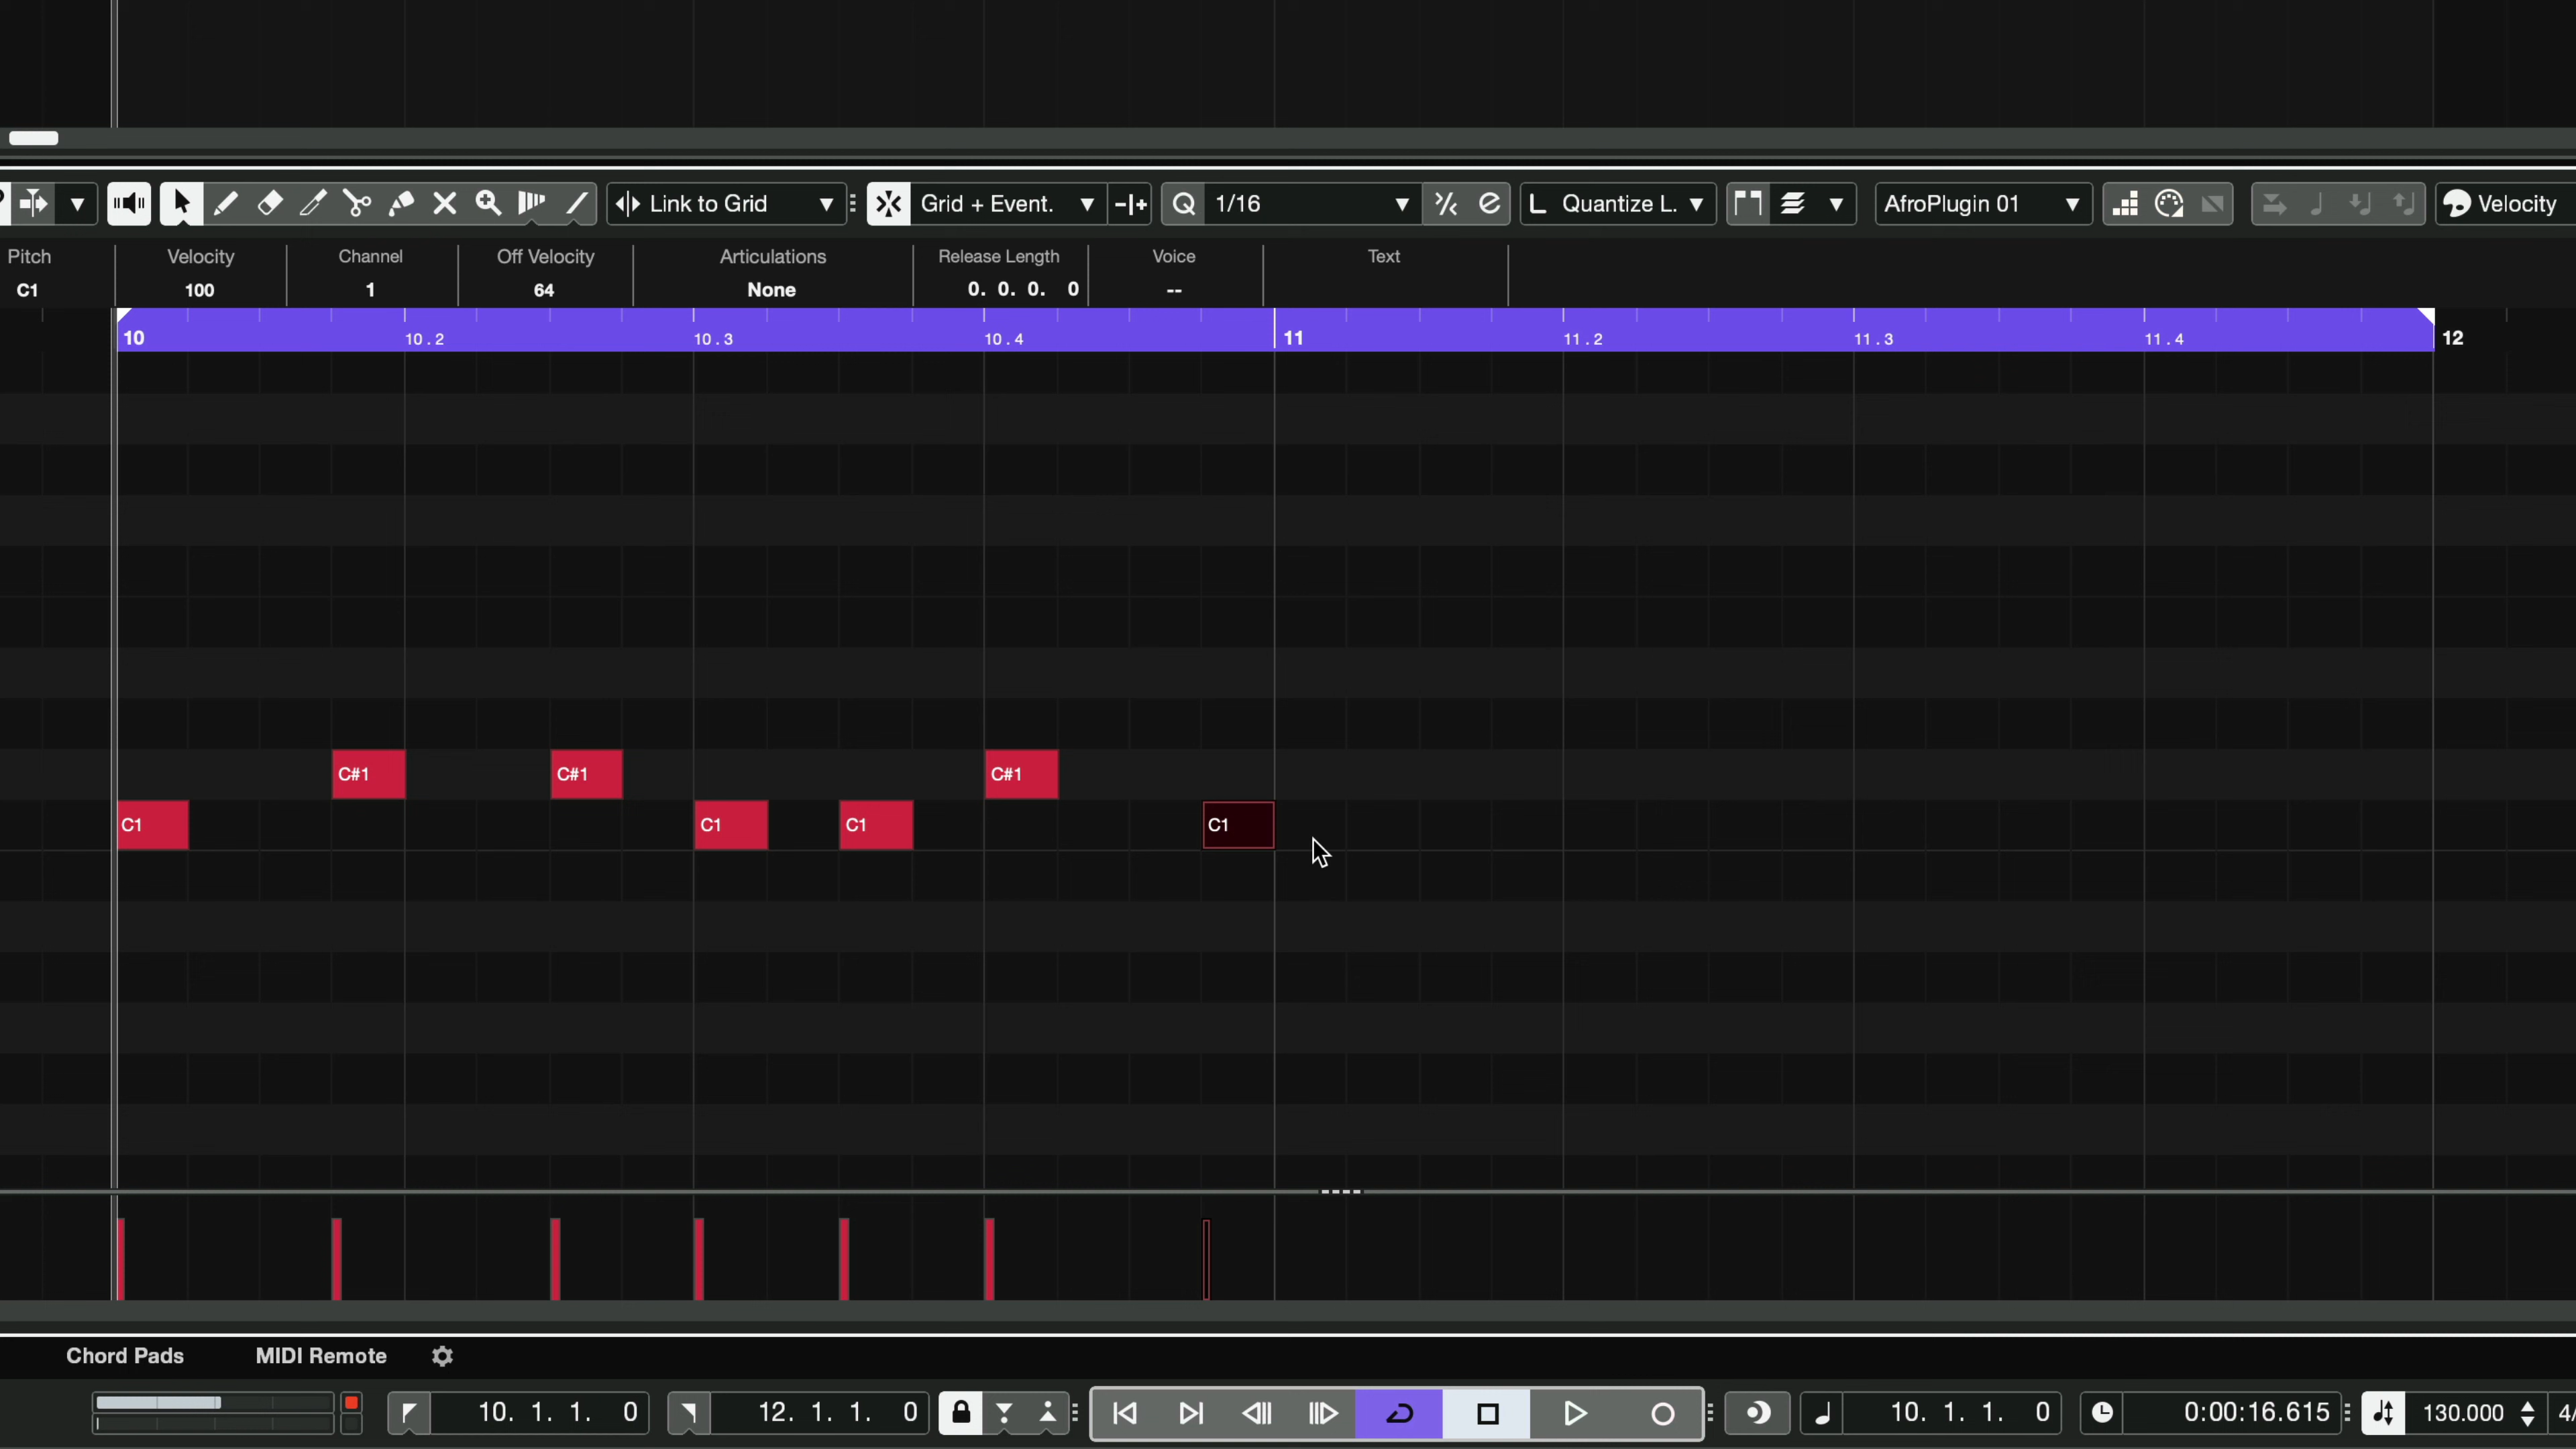 Link to Grid Grid + Event. Q 1/16 L Quantize L. AfroPlugin 01 Velocity
Pitch Velocity Channel Off Velocity Articulations Release Length Voice Text
C1 100 1 64 None 0. 0. 0. 0 --
10 10.2 10.3 10.4 11 11.2 11.3 11.4 12
C#1 C#1 C#1
C1 C1 C1 C1
Chord Pads MIDI Remote
10. 1. 1. 0 12. 1. 1. 0 10. 1. 1. 0 0:00:16.615 130.000 4/